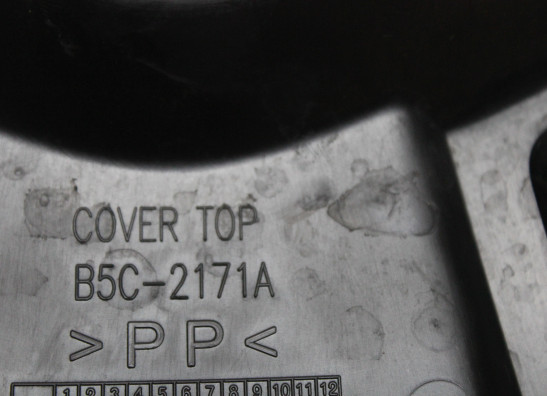 COVER TOP
B5C-2171A
>PP<
1 2 3 4 5 6 7 8 9 10 11 12